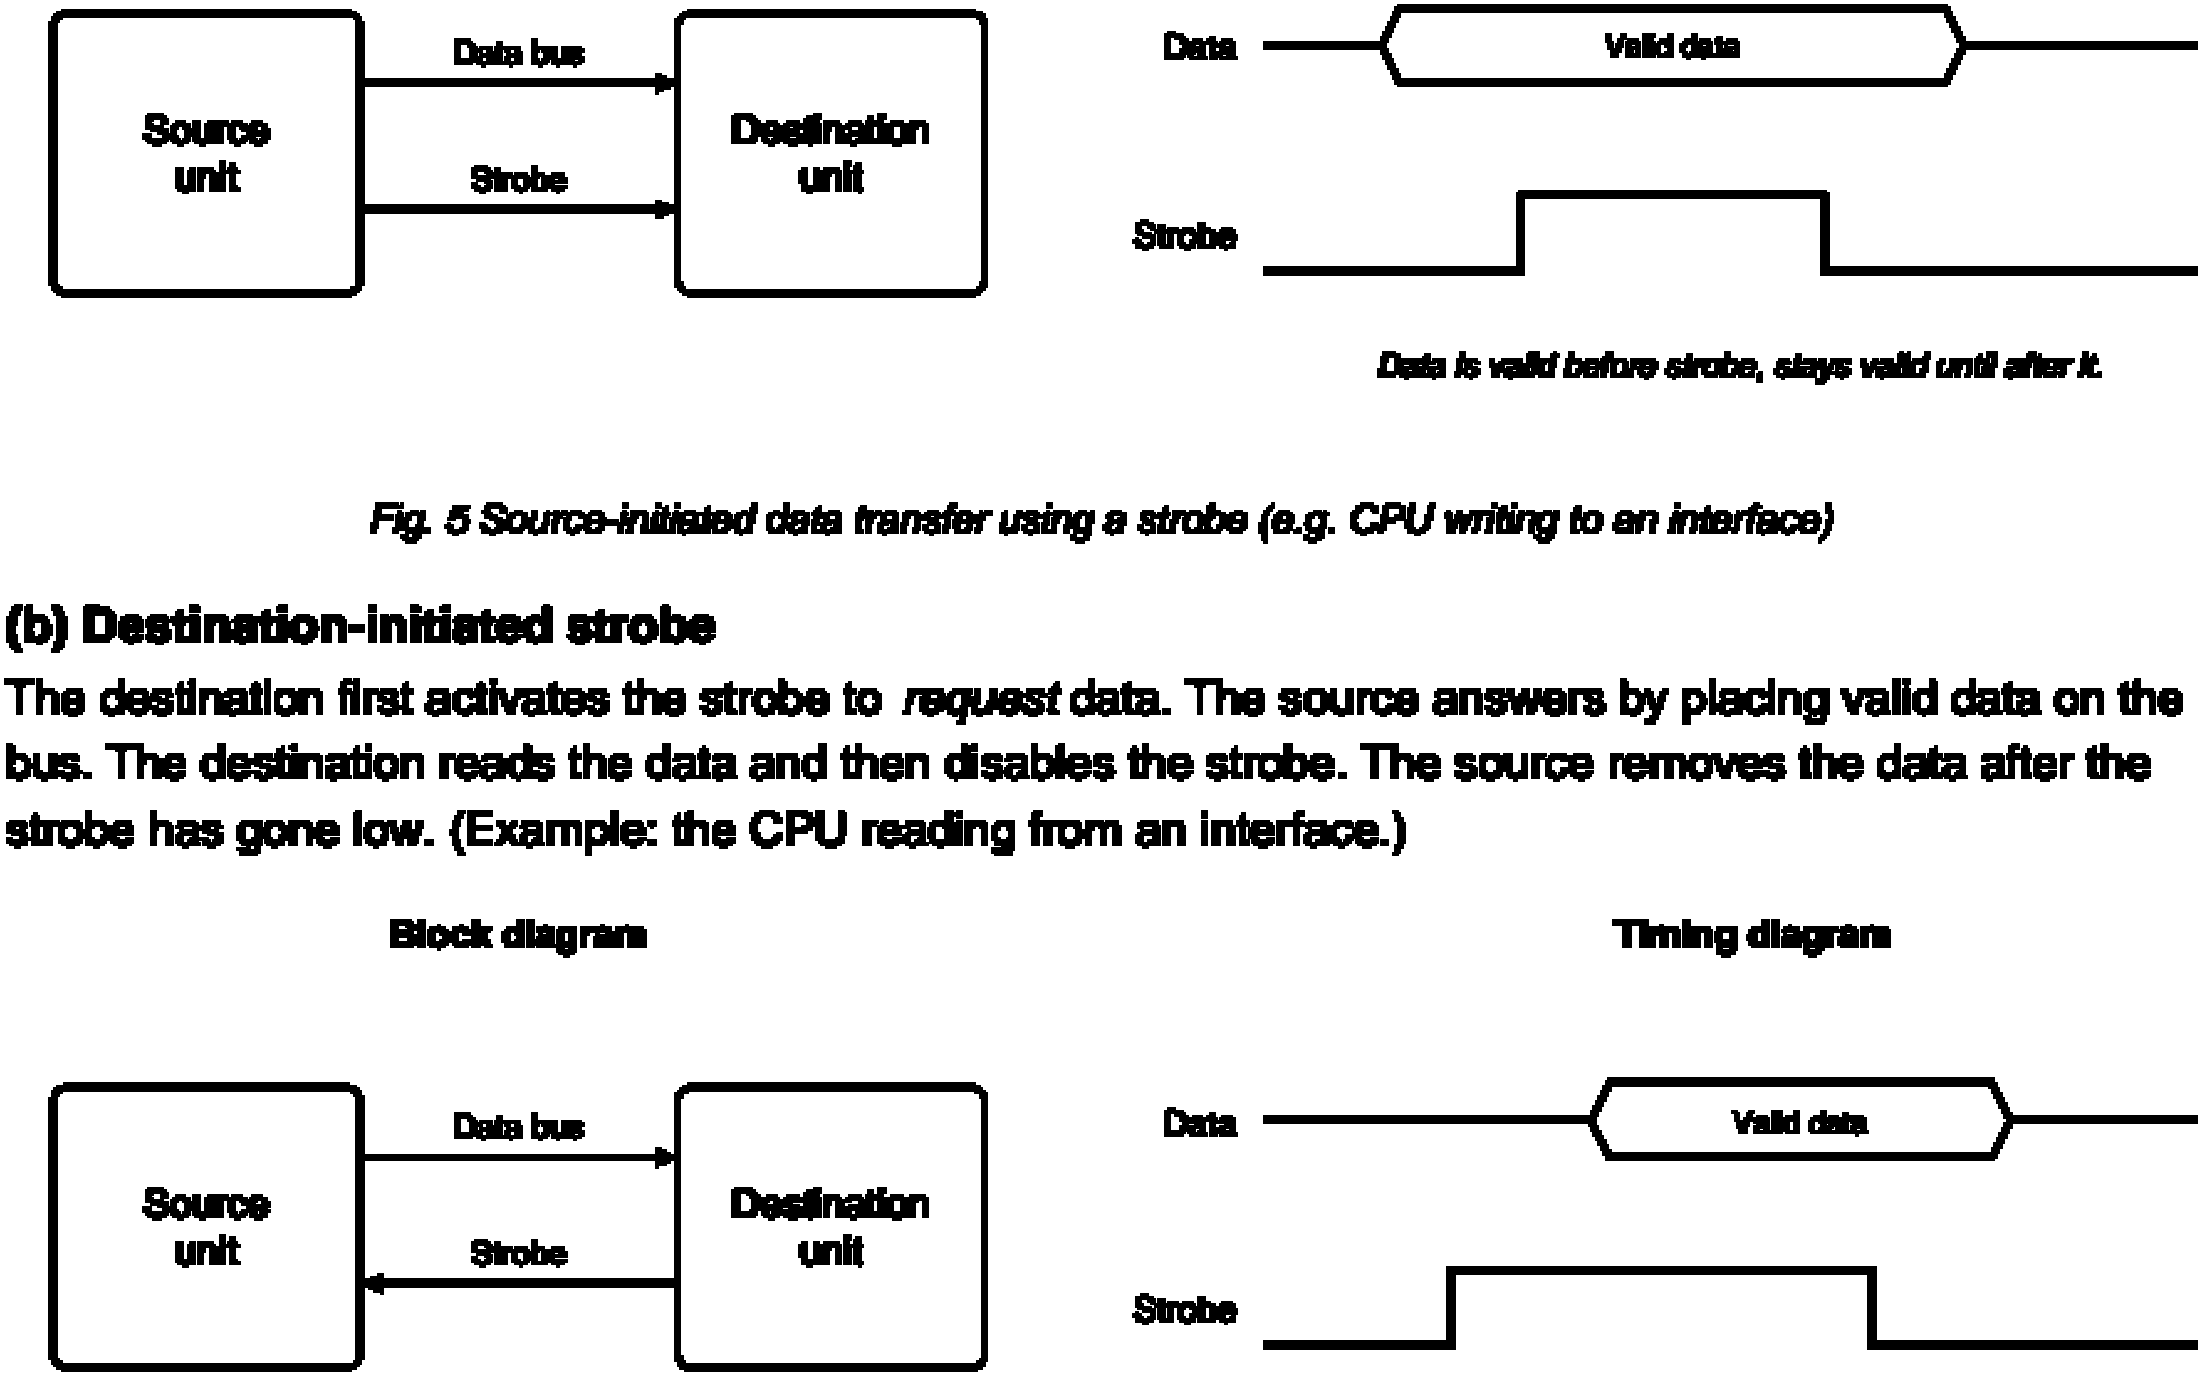 Data bus
Source
unit
Strobe
Destination
unit
Data
Valid data
Strobe
Data is valid before strobe, stays valid until after it.
Fig. 5 Source-initiated data transfer using a strobe (e.g. CPU writing to an interface)
(b) Destination-initiated strobe
The destination first activates the strobe to request data. The source answers by placing valid data on the
bus. The destination reads the data and then disables the strobe. The source removes the data after the
strobe has gone low. (Example: the CPU reading from an interface.)
Block diagram
Timing diagram
Data bus
Source
unit
Strobe
Destination
unit
Data
Valid data
Strobe